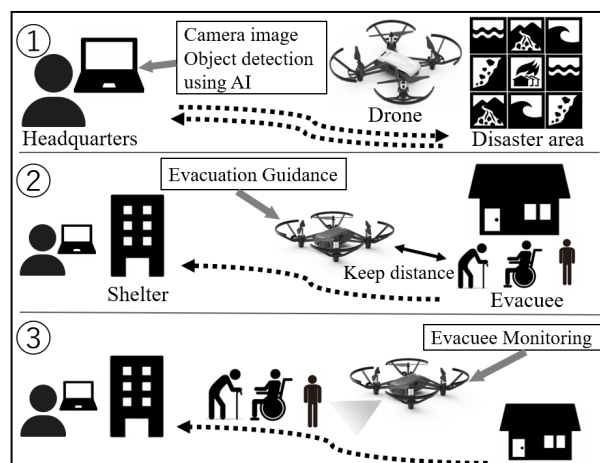 ①
Camera image
Object detection
using AI
Drone
Headquarters
Disaster area
②
Evacuation Guidance
Keep distance
Shelter
Evacuee
③
Evacuee Monitoring